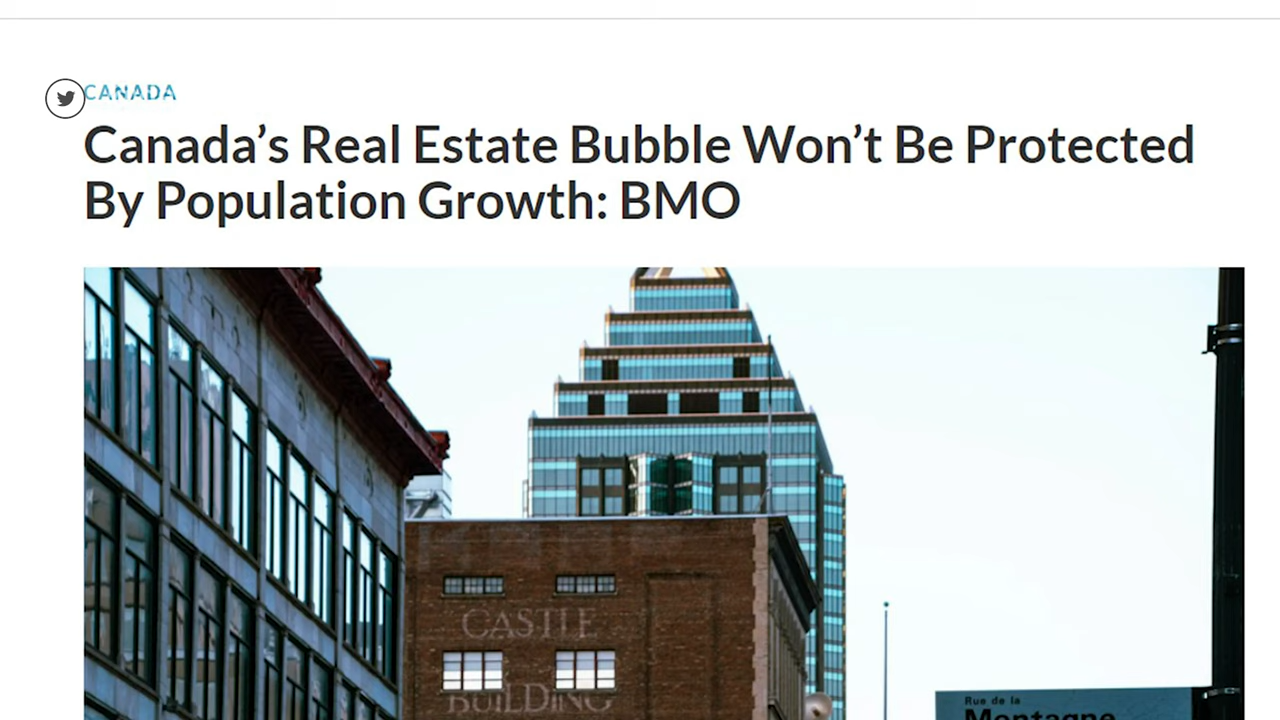 CANADA
Canada’s Real Estate Bubble Won’t Be Protected
By Population Growth: BMO
CASTLE
BUILDING
Rue de la
Montagne